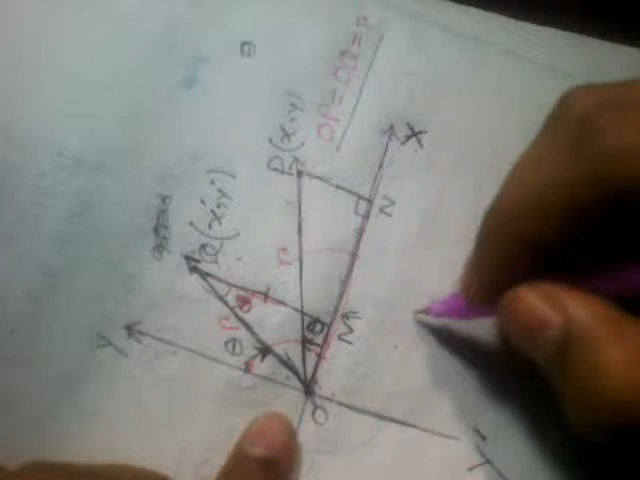 OP=OQ=r
P(x,y)
X
Q(x',y')
N
r
θ
r
θ
θ
M
Y
O